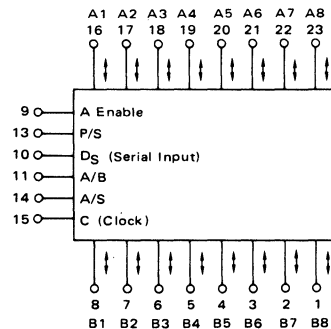 A1 A2 A3 A4 A5 A6 A7 A8
16 17 18 19 20 21 22 23
9 A Enable
13 P/S
10 DS (Serial Input)
11 A/B
14 A/S
15 C (Clock)
8 7 6 5 4 3 2 1
B1 B2 B3 B4 B5 B6 B7 B8